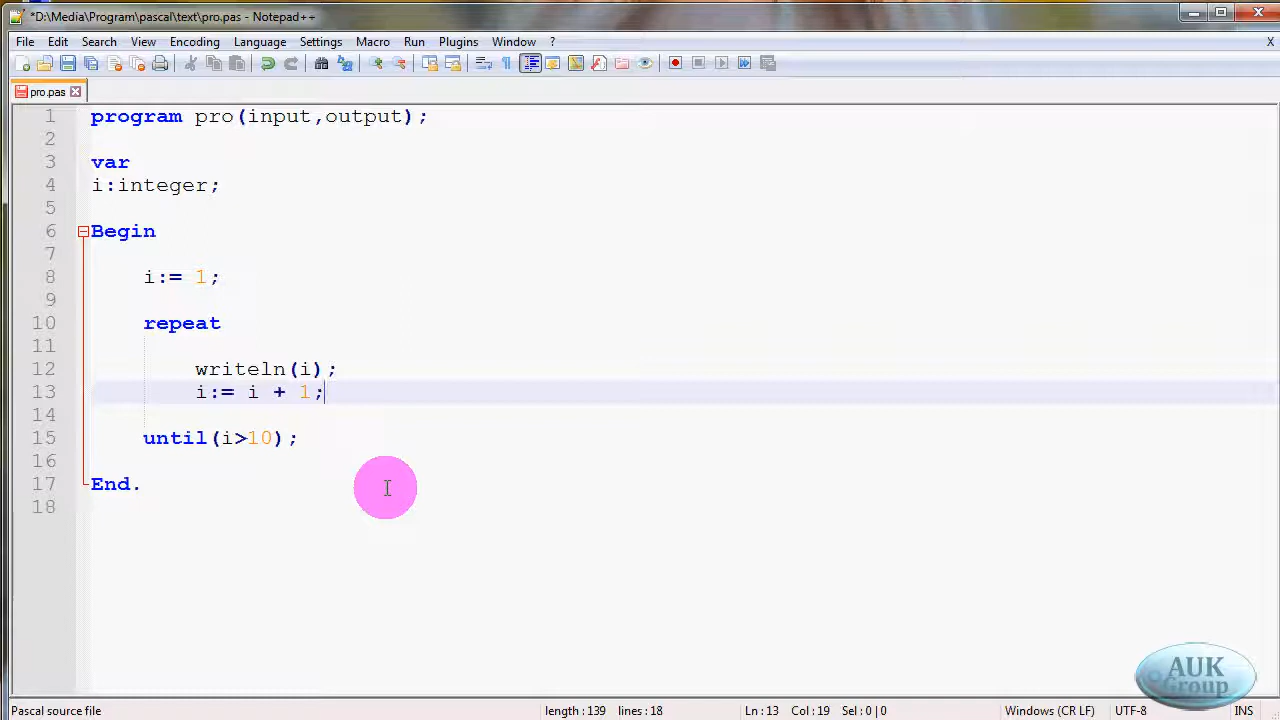 *D:\Media\Program\pascal\text\pro.pas - Notepad++
File Edit Search View Encoding Language Settings Macro Run Plugins Window ? X
pro.pas
1 program pro(input,output);
2
3 var
4 i:integer;
5
6 Begin
7
8 i:= 1;
9
10 repeat
11
12 writeln(i);
13 i:= i + 1;
14
15 until(i>10);
16
17 End.
18
AUK
Group
Pascal source file length : 139 lines : 18 Ln : 13 Col : 19 Sel : 0 | 0 Windows (CR LF) UTF-8 INS